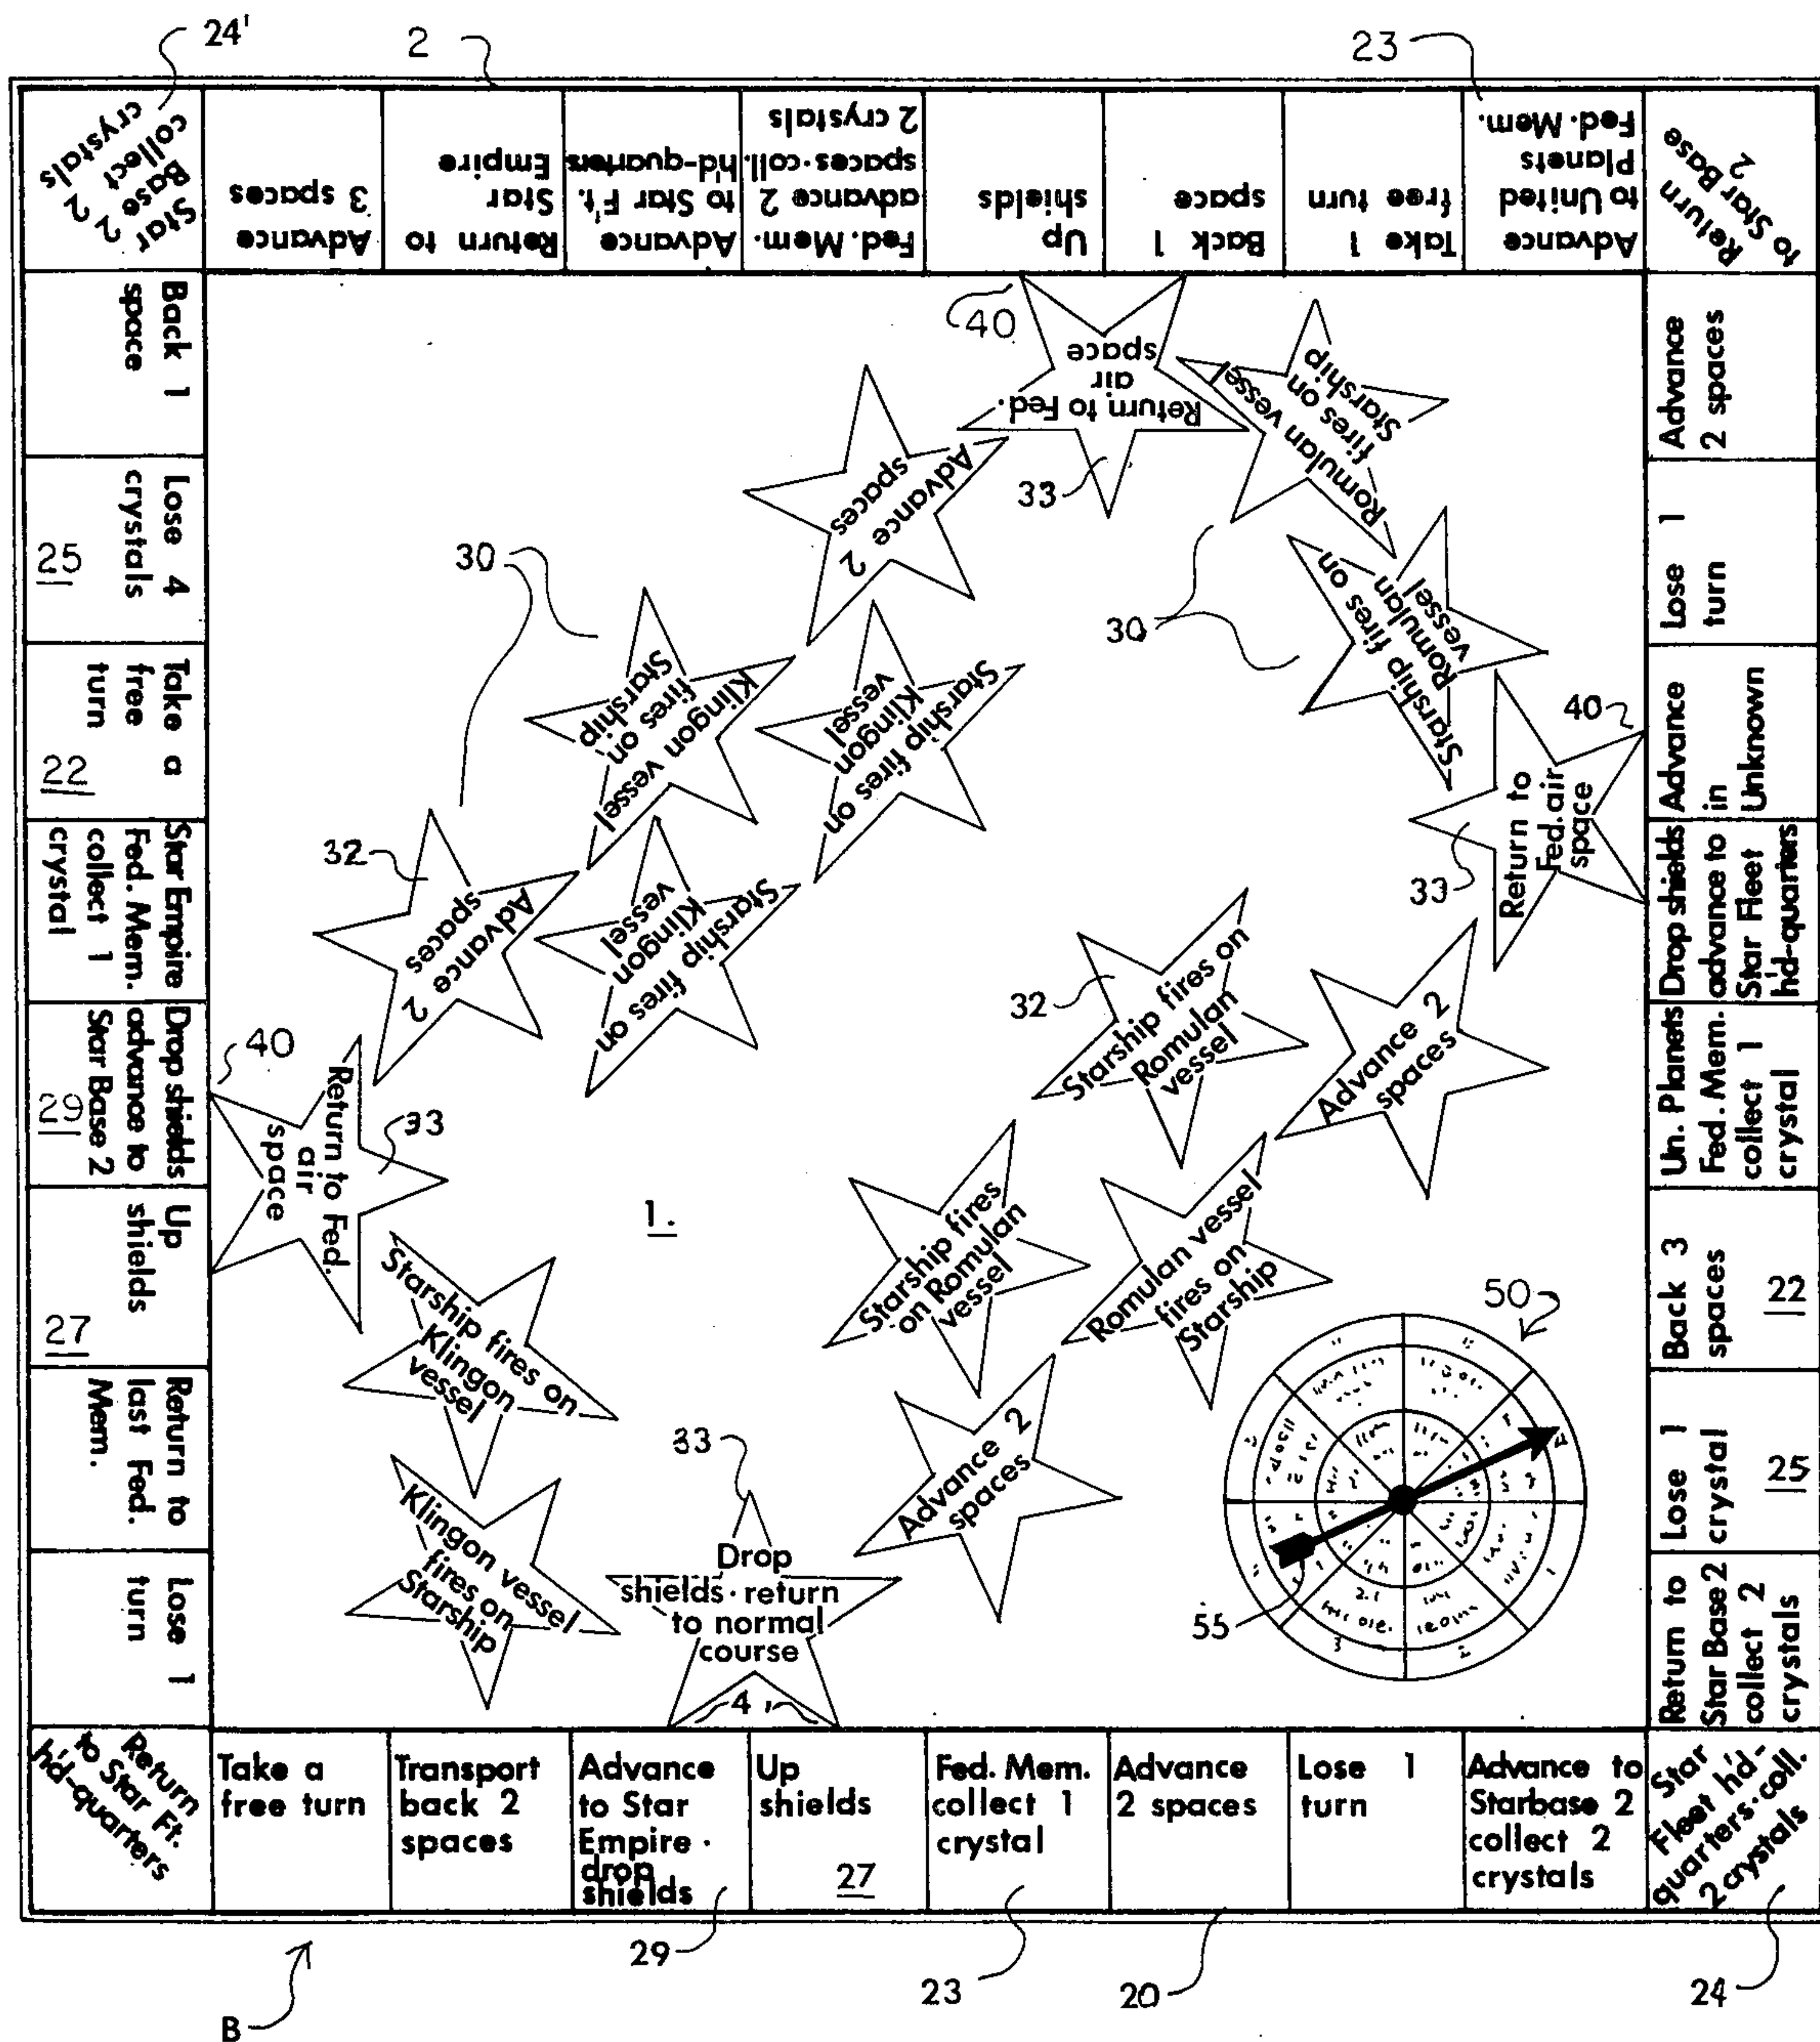 24'
2
23
Star
Base 2
collect 2
crystals
Advance
3 spaces
Return to
Star
Empire
Advance
to Star F't.
h'd-quarters
Fed. Mem.
advance 2
spaces·coll.
2 crystals
Up
shields
Back 1
space
Take 1
free turn
Advance
to United
Planets
Fed. Mem.
Return
to Star Base
2
Back 1
space
Lose 4
crystals
25
Take a
free
turn
22
Star Empire
Fed. Mem.
collect 1
crystal
Drop shields
advance to
Star Base 2
29
Up
shields
27
Return to
last Fed.
Mem.
Lose 1
turn
Return
to Star Ft.
h'd-quarters
40
Return to Fed.
air
space
33
Romulan vessel
fires on
Starship
Advance 2
spaces
30
30
Starship fires on
Romulan
vessel
Klingon vessel
fires on
Starship
Starship fires on
Klingon
vessel
40
Return to
Fed. air
space
33
32
Advance 2
spaces
Starship fires on
Klingon
vessel
32
Starship fires on
Romulan
vessel
Advance 2
spaces
40
Return to Fed.
air
space
33
1.
Starship fires
on Romulan
vessel
Romulan vessel
fires on
Starship
Starship fires on
Klingon
vessel
50
33
Advance 2
spaces
Klingon vessel
fires on
Starship
Drop
shields·return
to normal
course
55
Advance
2 spaces
Lose 1
turn
Advance
in
Unknown
Drop shields
advance to
Star Fleet
h'd-quarters
Un. Planets
Fed. Mem.
collect 1
crystal
Back 3
spaces
22
Lose 1
crystal
25
Return to
Star Base 2
collect 2
crystals
Take a
free turn
Transport
back 2
spaces
Advance
to Star
Empire·
drop
shields
Up
shields
27
Fed. Mem.
collect 1
crystal
Advance
2 spaces
Lose 1
turn
Advance to
Starbase 2
collect 2
crystals
Star
Fleet hd-
quarters·coll.
2 crystals
B
29
23
20
24